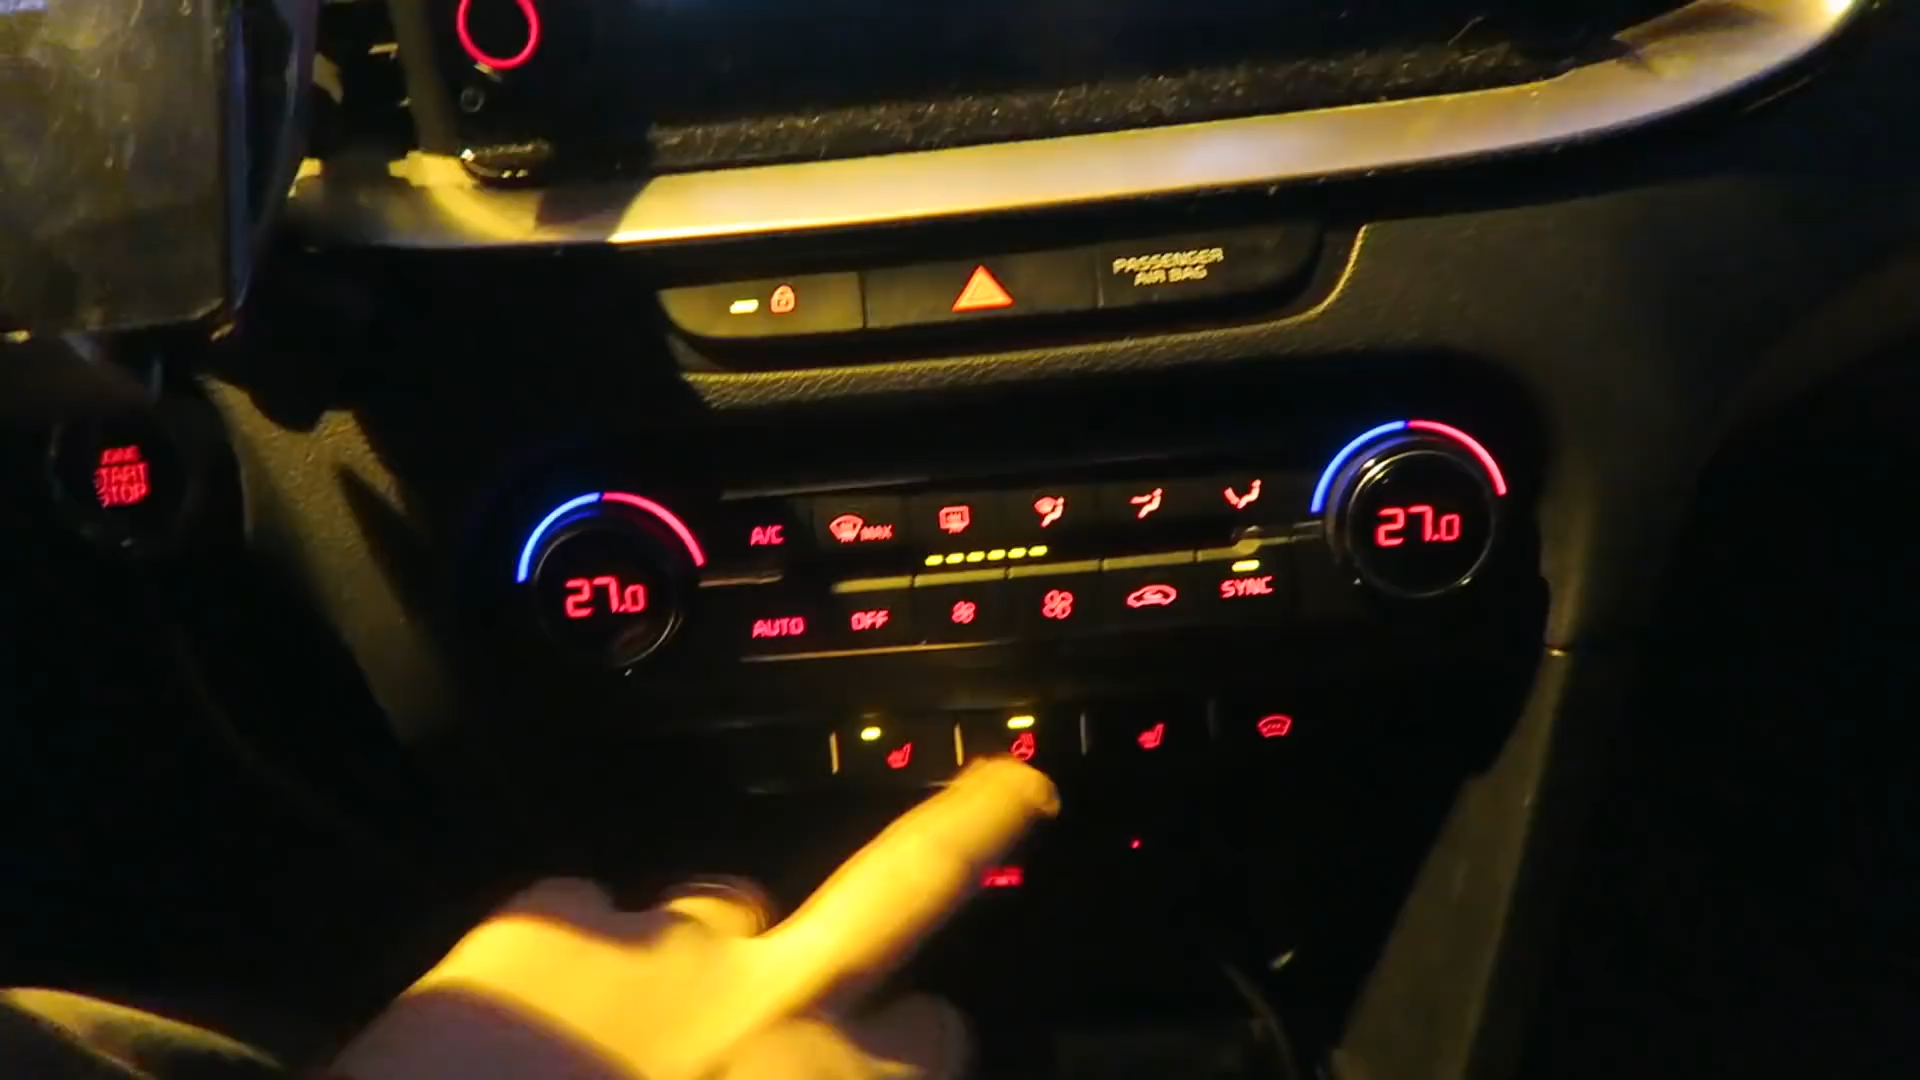 PASSENGER
AIR BAG
START
STOP
A/C
MAX
27.0
27.0
AUTO
OFF
SYNC